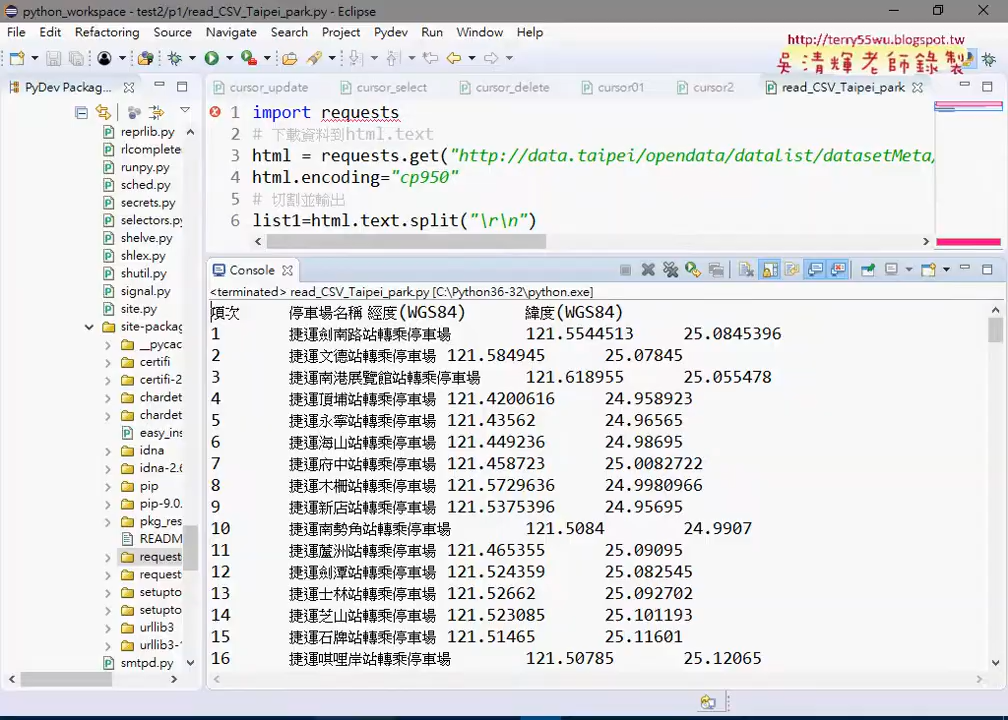 python_workspace - test2/p1/read_CSV_Taipei_park.py - Eclipse
File Edit Refactoring Source Navigate Search Project Pydev Run Window Help
http://terry55wu.blogspot.tw
吳清輝老師錄製
PyDev Packag...
cursor_update cursor_select cursor_delete cursor01 cursor2 read_CSV_Taipei_park
reprlib.py
rlcomplete
runpy.py
sched.py
secrets.py
selectors.py
shelve.py
shlex.py
shutil.py
signal.py
site.py
site-packag
__pycac
certifi
certifi-2
chardet
chardet
easy_ins
idna
idna-2.6
pip
pip-9.0.
pkg_res
READM
request
request
setupto
setupto
urllib3
urllib3-
smtpd.py
1 import requests
2 # 下載資料到html.text
3 html = requests.get("http://data.taipei/opendata/datalist/datasetMeta/
4 html.encoding="cp950"
5 # 切割並輸出
6 list1=html.text.split("\r\n")
Console
<terminated> read_CSV_Taipei_park.py [C:\Python36-32\python.exe]
項次 停車場名稱 經度(WGS84) 緯度(WGS84)
1 捷運劍南路站轉乘停車場 121.5544513 25.0845396
2 捷運文德站轉乘停車場 121.584945 25.07845
3 捷運南港展覽館站轉乘停車場 121.618955 25.055478
4 捷運頂埔站轉乘停車場 121.4200616 24.958923
5 捷運永寧站轉乘停車場 121.43562 24.96565
6 捷運海山站轉乘停車場 121.449236 24.98695
7 捷運府中站轉乘停車場 121.458723 25.0082722
8 捷運木柵站轉乘停車場 121.5729636 24.9980966
9 捷運新店站轉乘停車場 121.5375396 24.95695
10 捷運南勢角站轉乘停車場 121.5084 24.9907
11 捷運蘆洲站轉乘停車場 121.465355 25.09095
12 捷運劍潭站轉乘停車場 121.524359 25.082545
13 捷運士林站轉乘停車場 121.52662 25.092702
14 捷運芝山站轉乘停車場 121.523085 25.101193
15 捷運石牌站轉乘停車場 121.51465 25.11601
16 捷運唭哩岸站轉乘停車場 121.50785 25.12065